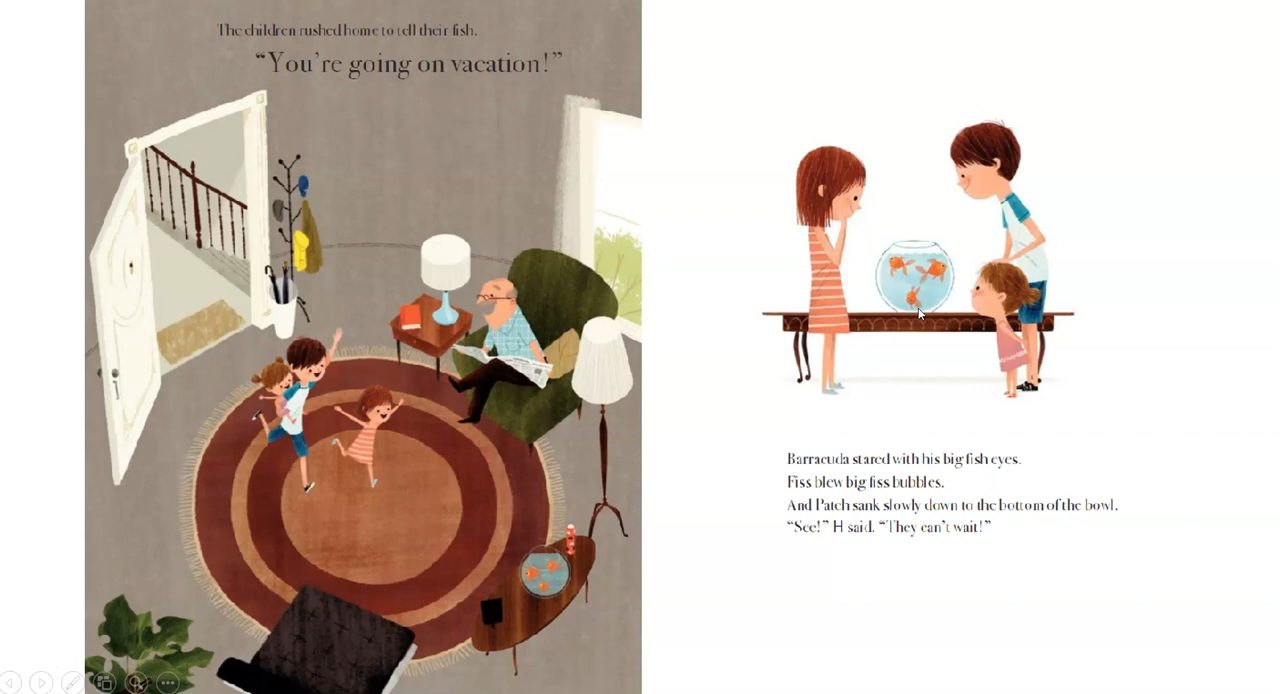 The children rushed home to tell their fish.
“You’re going on vacation!”
Barracuda stared with his big fish eyes.
Fiss blew big fiss bubbles.
And Patch sank slowly down to the bottom of the bowl.
“See!” H said. “They can’t wait!”